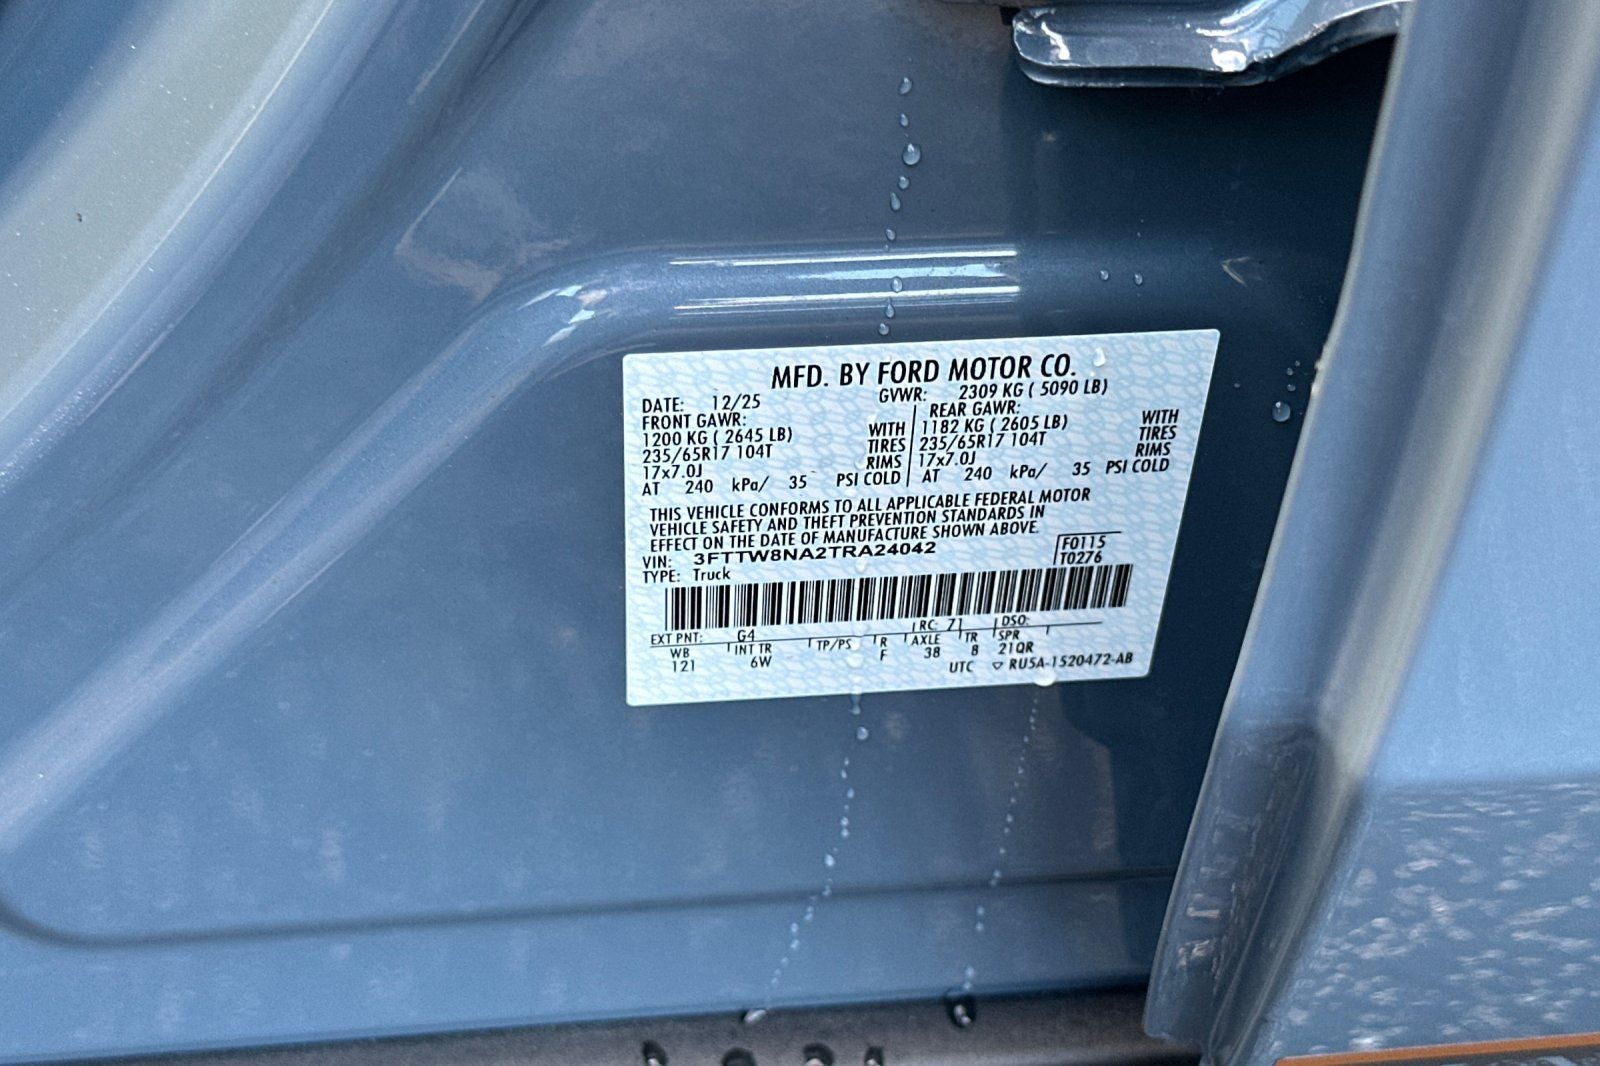 MFD. BY FORD MOTOR CO.
DATE: 12/25 GVWR: 2309 KG ( 5090 LB)
FRONT GAWR: REAR GAWR:
1200 KG ( 2645 LB) WITH 1182 KG ( 2605 LB) WITH
235/65R17 104T TIRES 235/65R17 104T TIRES
17x7.0J RIMS 17x7.0J RIMS
AT 240 kPa/ 35 PSI COLD AT 240 kPa/ 35 PSI COLD
THIS VEHICLE CONFORMS TO ALL APPLICABLE FEDERAL MOTOR
VEHICLE SAFETY AND THEFT PREVENTION STANDARDS IN
EFFECT ON THE DATE OF MANUFACTURE SHOWN ABOVE.
VIN: 3FTTW8NA2TRA24042 F0115
TYPE: Truck T0276
EXT PNT: G4 RC: 71 DSO:
WB INT TR TP/PS R AXLE TR SPR
121 6W F 38 8 21QR
UTC ▽ RU5A-1520472-AB